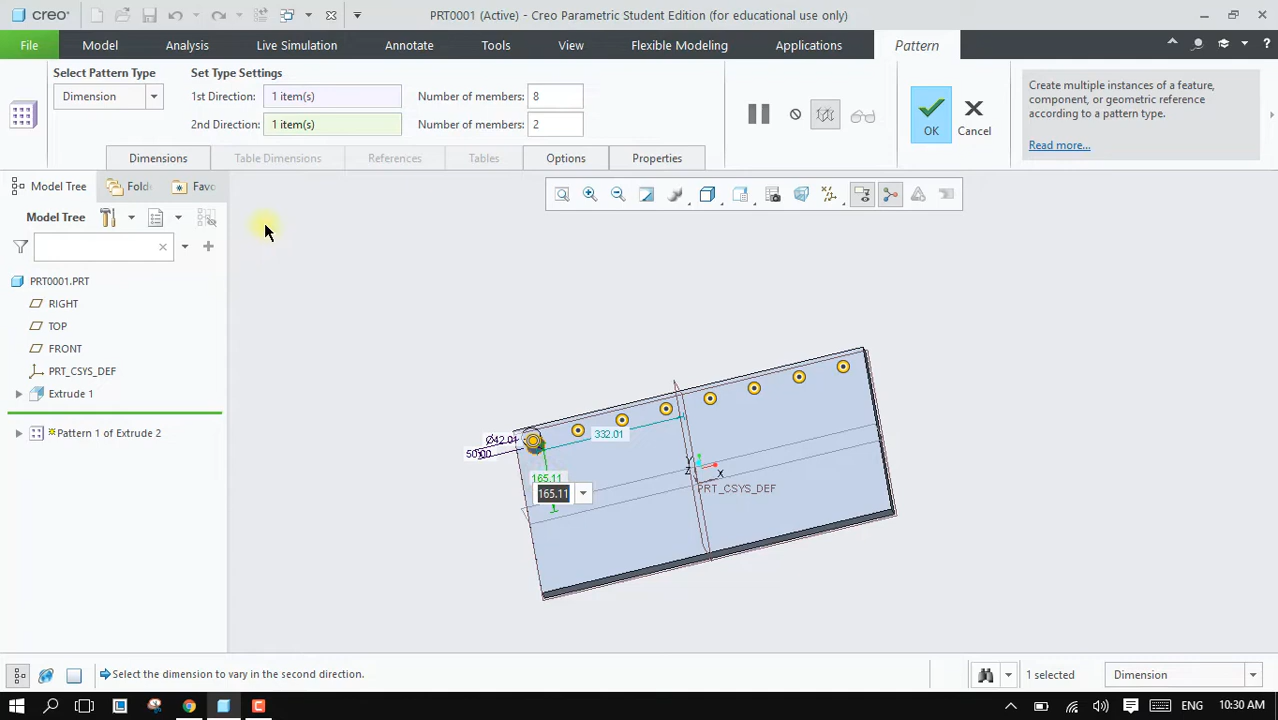 creo PRT0001 (Active) - Creo Parametric Student Edition (for educational use only)
File Model Analysis Live Simulation Annotate Tools View Flexible Modeling Applications Pattern
Select Pattern Type Set Type Settings
Dimension 1st Direction: 1 item(s) Number of members: 8
2nd Direction: 1 item(s) Number of members: 2
OK Cancel
Create multiple instances of a feature,
component, or geometric reference
according to a pattern type.
Read more...
Dimensions Table Dimensions References Tables Options Properties
Model Tree Fold Favo
Model Tree
PRT0001.PRT
RIGHT
TOP
FRONT
PRT_CSYS_DEF
Extrude 1
Pattern 1 of Extrude 2
Ø42.01
332.01
50.00
165.11
165.11
Y
Z X
PRT_CSYS_DEF
Select the dimension to vary in the second direction. 1 selected Dimension
ENG 10:30 AM